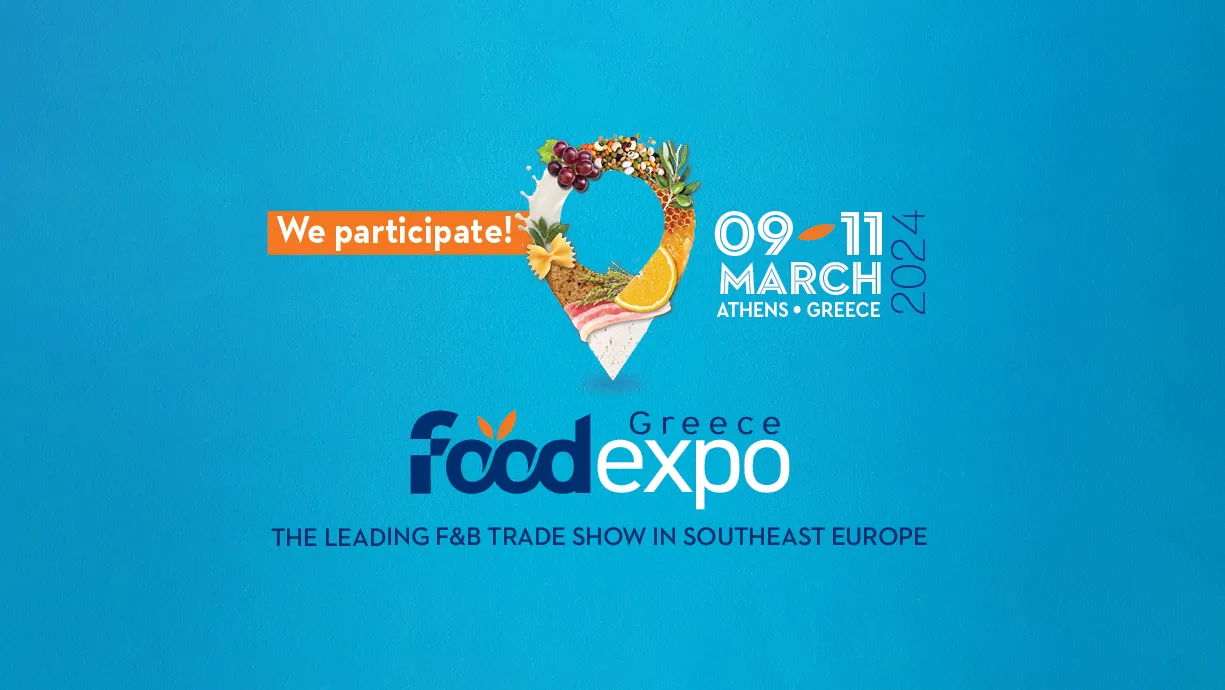 We participate!
09 - 11
MARCH
ATHENS • GREECE
2024
Greece
foodexpo
THE LEADING F&B TRADE SHOW IN SOUTHEAST EUROPE